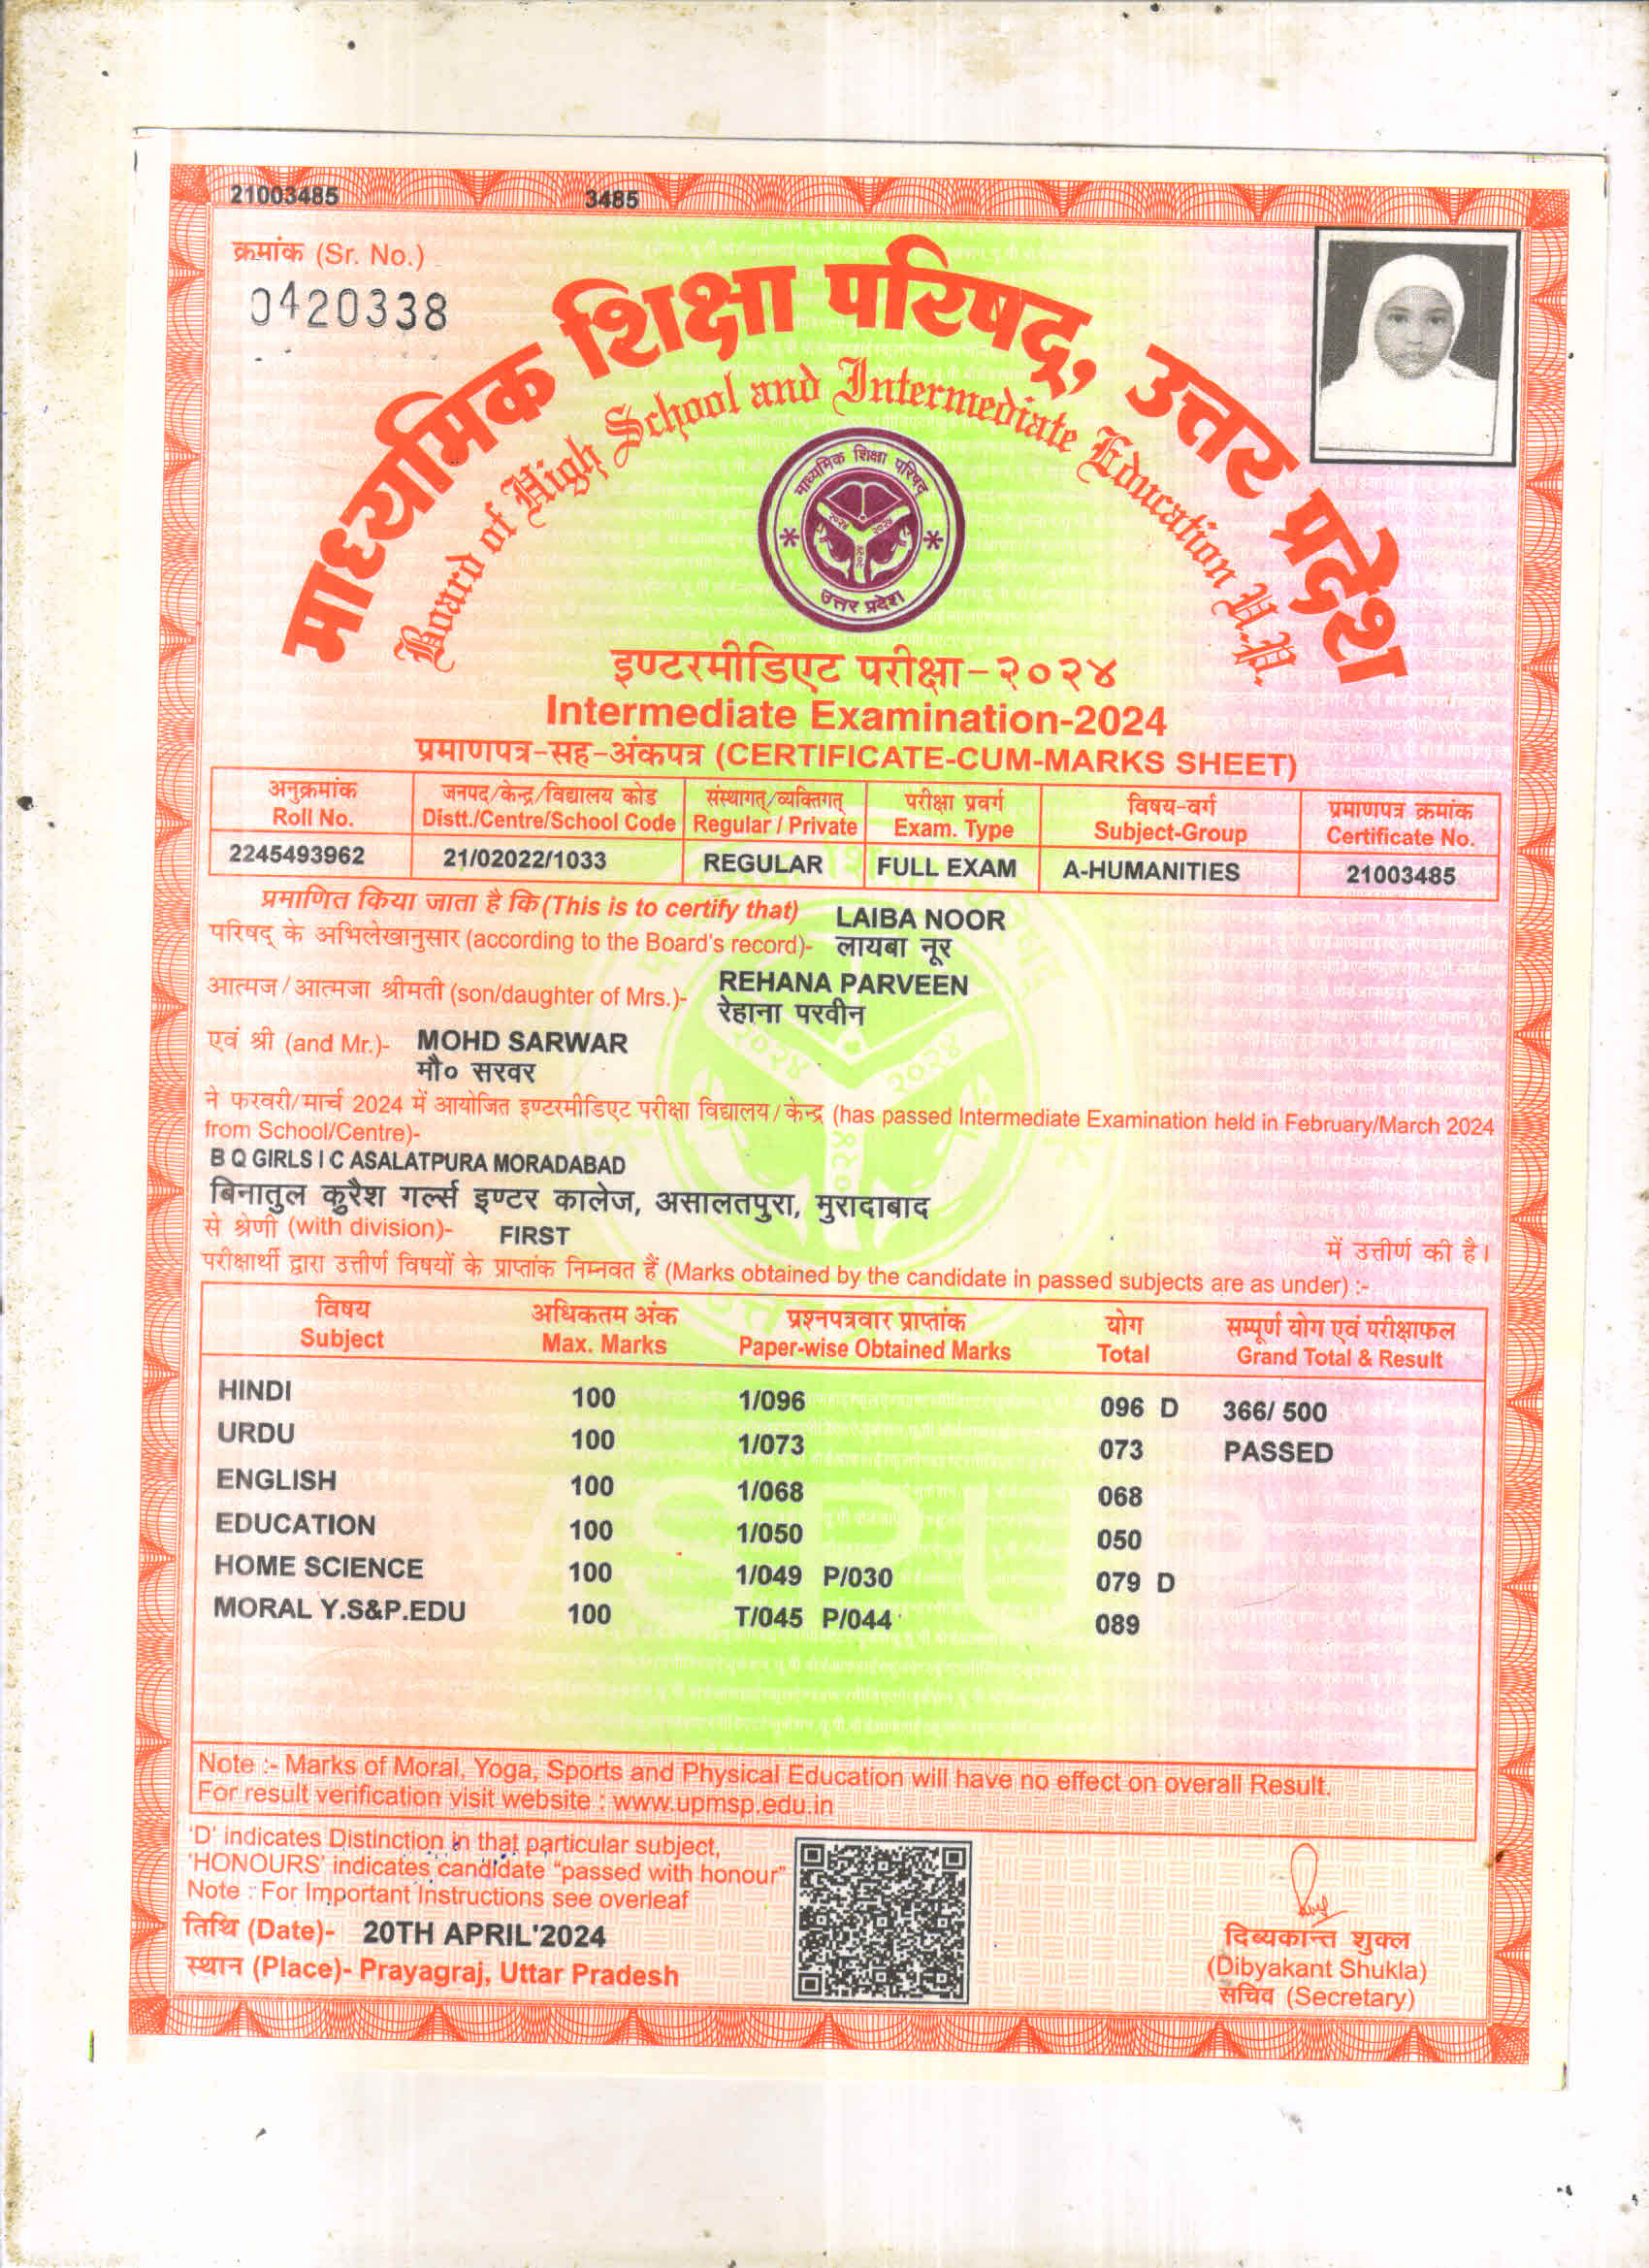 21003485 3485
क्रमांक (Sr. No.)
0420338
माध्यमिक शिक्षा परिषद्, उत्तर प्रदेश
Board of High School and Intermediate Education U.P.
माध्यमिक शिक्षा परिषद
२०२४ २०२४
२०२४
उत्तर प्रदेश
इण्टरमीडिएट परीक्षा-२०२४
Intermediate Examination-2024
प्रमाणपत्र-सह-अंकपत्र (CERTIFICATE-CUM-MARKS SHEET)
अनुक्रमांक जनपद/केन्द्र/विद्यालय कोड संस्थागत्/व्यक्तिगत् परीक्षा प्रवर्ग विषय-वर्ग प्रमाणपत्र क्रमांक
Roll No. Distt./Centre/School Code Regular / Private Exam. Type Subject-Group Certificate No.
2245493962 21/02022/1033 REGULAR FULL EXAM A-HUMANITIES 21003485
प्रमाणित किया जाता है कि (This is to certify that) LAIBA NOOR
परिषद् के अभिलेखानुसार (according to the Board's record)- लायबा नूर
आत्मज/आत्मजा श्रीमती (son/daughter of Mrs.)- REHANA PARVEEN
रेहाना परवीन
एवं श्री (and Mr.)- MOHD SARWAR
मौ० सरवर
ने फरवरी/मार्च 2024 में आयोजित इण्टरमीडिएट परीक्षा विद्यालय/केन्द्र (has passed Intermediate Examination held in February/March 2024
from School/Centre)-
B Q GIRLS I C ASALATPURA MORADABAD
बिनातुल कुरैश गर्ल्स इण्टर कालेज, असालतपुरा, मुरादाबाद
से श्रेणी (with division)- FIRST में उत्तीर्ण की है।
परीक्षार्थी द्वारा उत्तीर्ण विषयों के प्राप्तांक निम्नवत हैं (Marks obtained by the candidate in passed subjects are as under) :-
विषय अधिकतम अंक प्रश्नपत्रवार प्राप्तांक योग सम्पूर्ण योग एवं परीक्षाफल
Subject Max. Marks Paper-wise Obtained Marks Total Grand Total & Result
HINDI 100 1/096 096 D 366/ 500
URDU 100 1/073 073 PASSED
ENGLISH 100 1/068 068
EDUCATION 100 1/050 050
HOME SCIENCE 100 1/049 P/030 079 D
MORAL Y.S&P.EDU 100 T/045 P/044 089
Note :- Marks of Moral, Yoga, Sports and Physical Education will have no effect on overall Result.
For result verification visit website : www.upmsp.edu.in
'D' indicates Distinction in that particular subject,
'HONOURS' indicates candidate "passed with honour"
Note : For Important Instructions see overleaf
तिथि (Date)- 20TH APRIL'2024
स्थान (Place)- Prayagraj, Uttar Pradesh
दिब्यकान्त शुक्ल
(Dibyakant Shukla)
सचिव (Secretary)